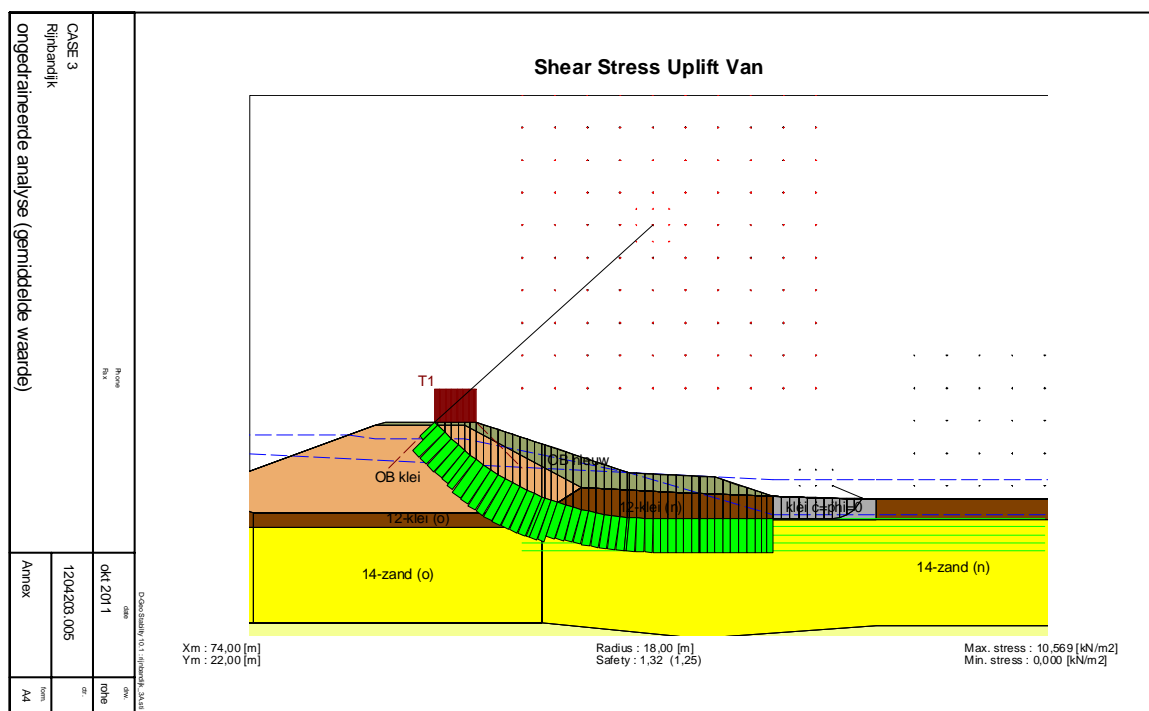 Shear Stress Uplift Van
T1
OB klei
OB nieuw
12-klei (o)
12-klei (n)
klei c=phi=0
14-zand (o)
14-zand (n)
Xm : 74,00 [m]
Ym : 22,00 [m]
Radius : 18,00 [m]
Safety : 1,32 (1,25)
Max. stress : 10,569 [kN/m2]
Min. stress : 0,000 [kN/m2]
CASE 3
Rijnbandijk
ongedraineerde analyse (gemiddelde waarde)
Phone
Fax
date
okt 2011
drw.
rohe
1204203.005
ctr.
Annex
form.
A4